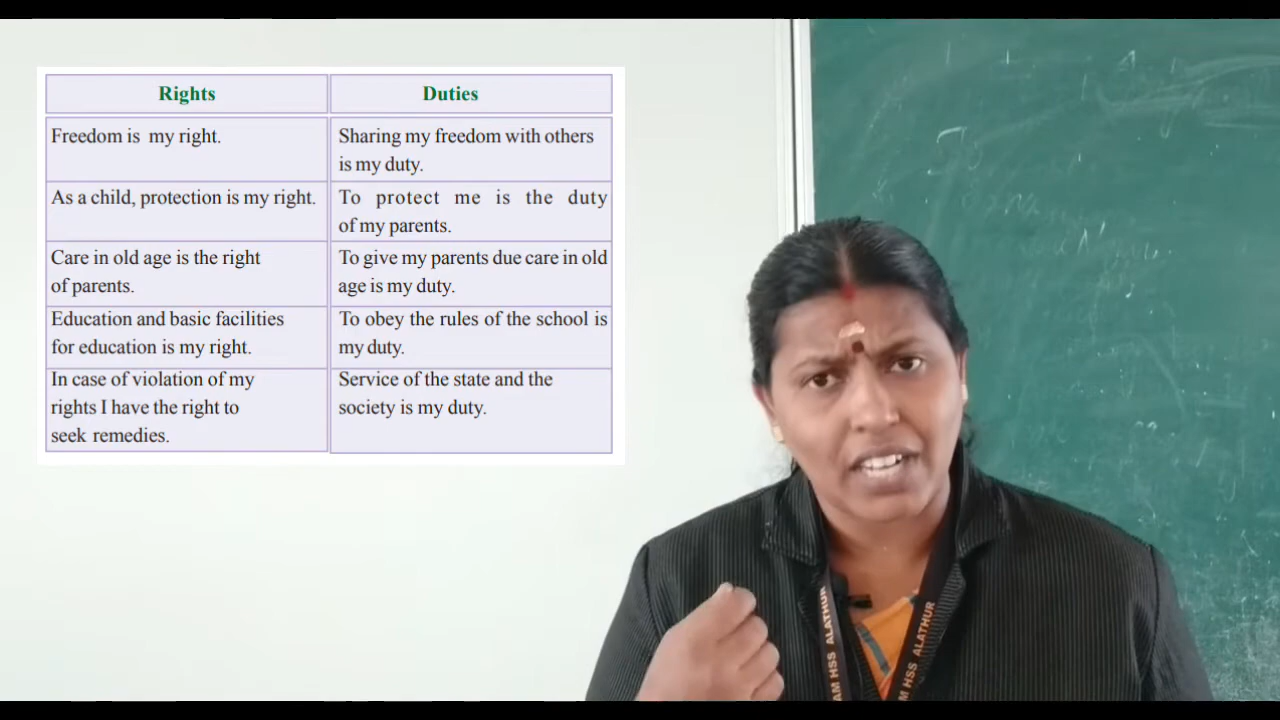 Rights
Duties
Freedom is my right.
Sharing my freedom with others
is my duty.
As a child, protection is my right.
To protect me is the duty
of my parents.
Care in old age is the right
of parents.
To give my parents due care in old
age is my duty.
Education and basic facilities
for education is my right.
To obey the rules of the school is
my duty.
In case of violation of my
rights I have the right to
seek remedies.
Service of the state and the
society is my duty.
AM HSS ALATHUR
M HSS ALATHUR